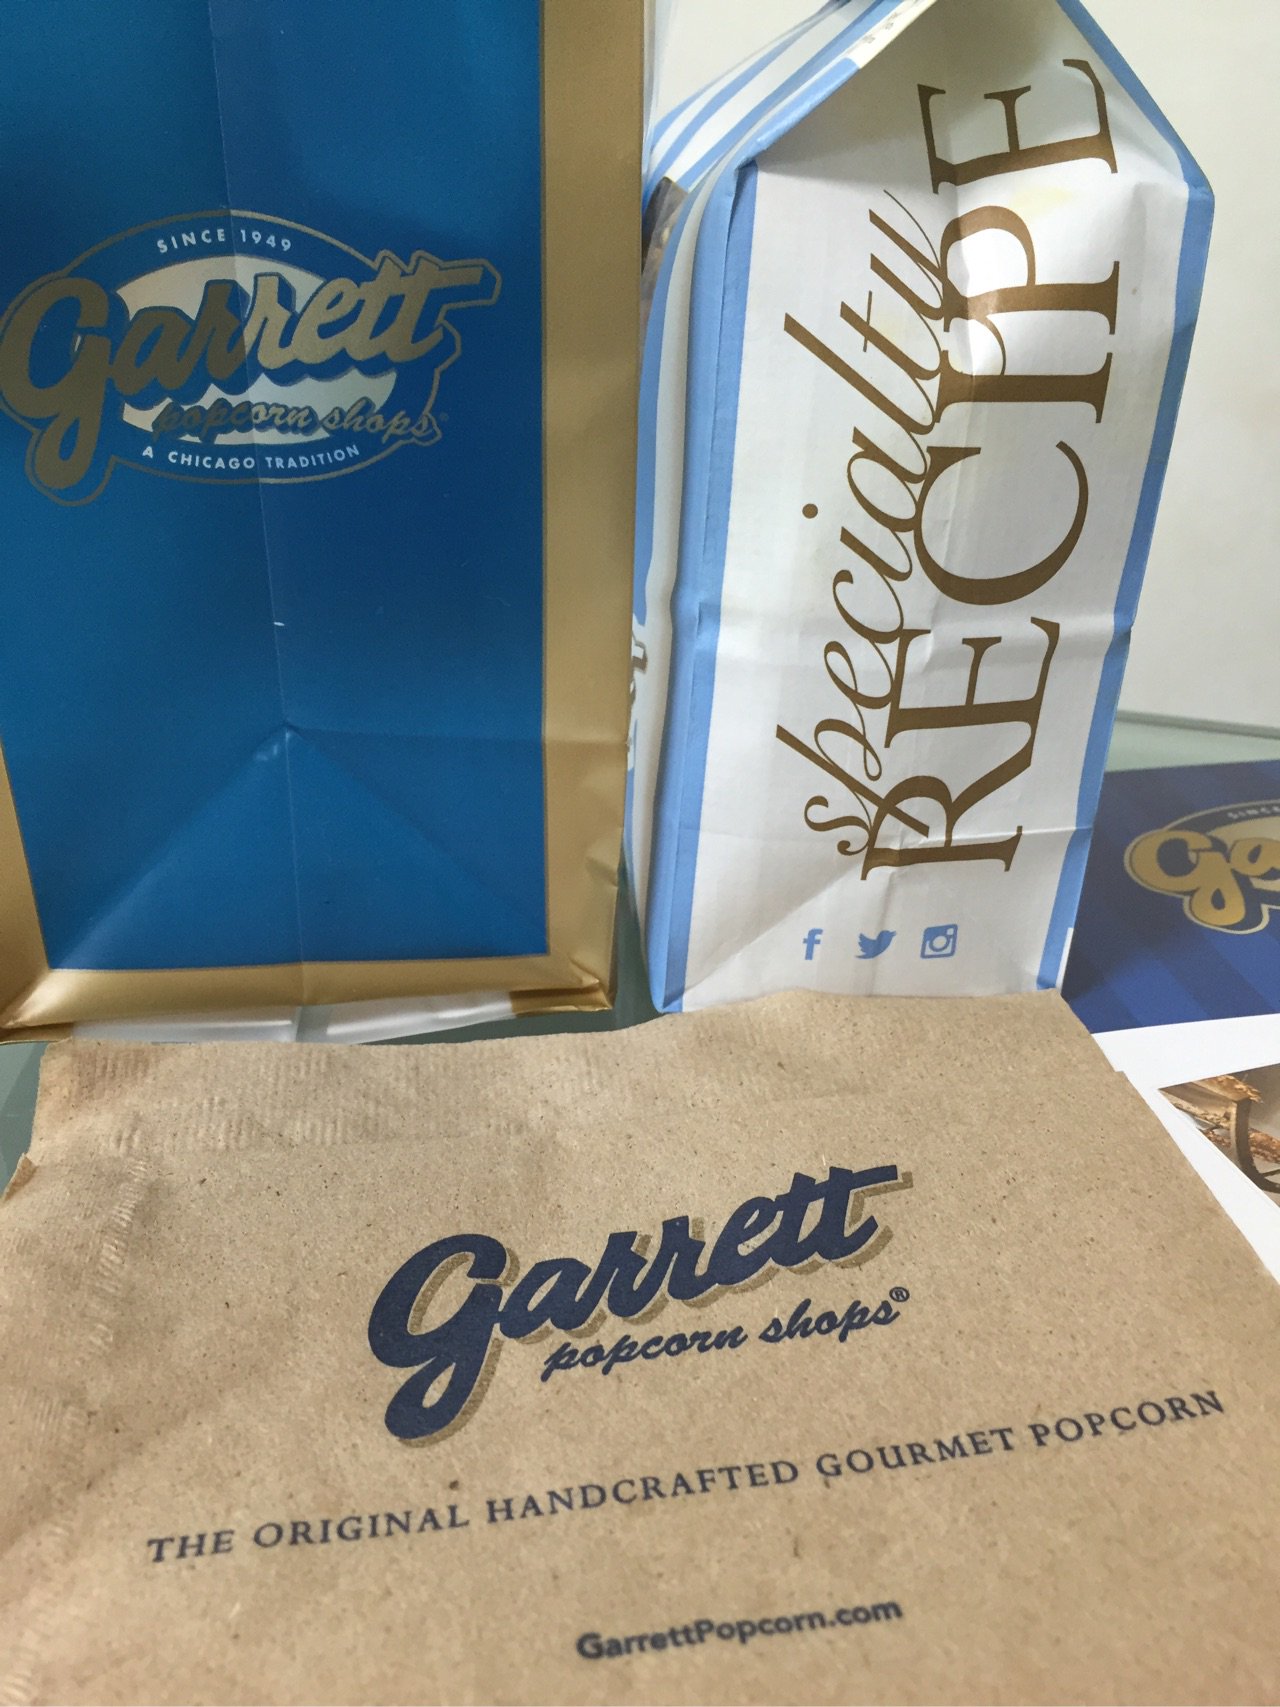 SINCE 1949
Garrett
popcorn shops®
A CHICAGO TRADITION
specialty
RECIPE
Garrett
popcorn shops®
THE ORIGINAL HANDCRAFTED GOURMET POPCORN
GarrettPopcorn.com